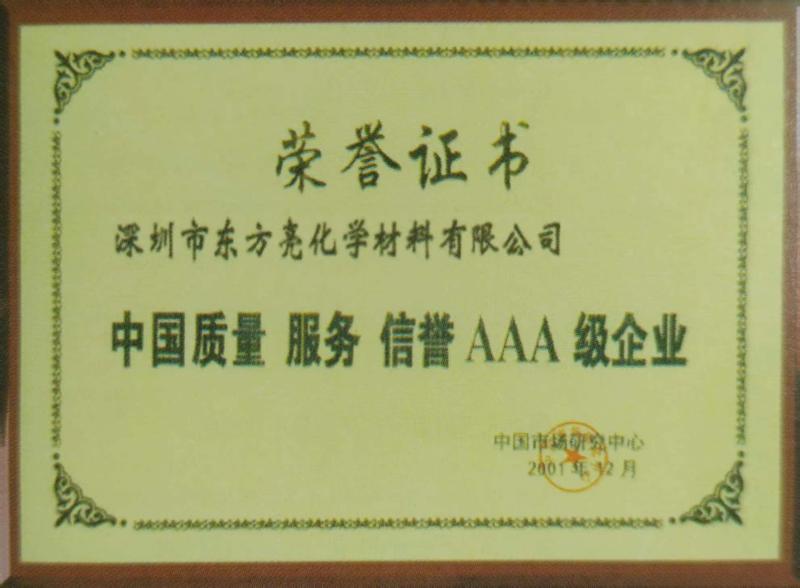 荣誉证书
深圳市东方亮化学材料有限公司
中国质量 服务 信誉 AAA 级企业
中国市场研究中心
2001年12月